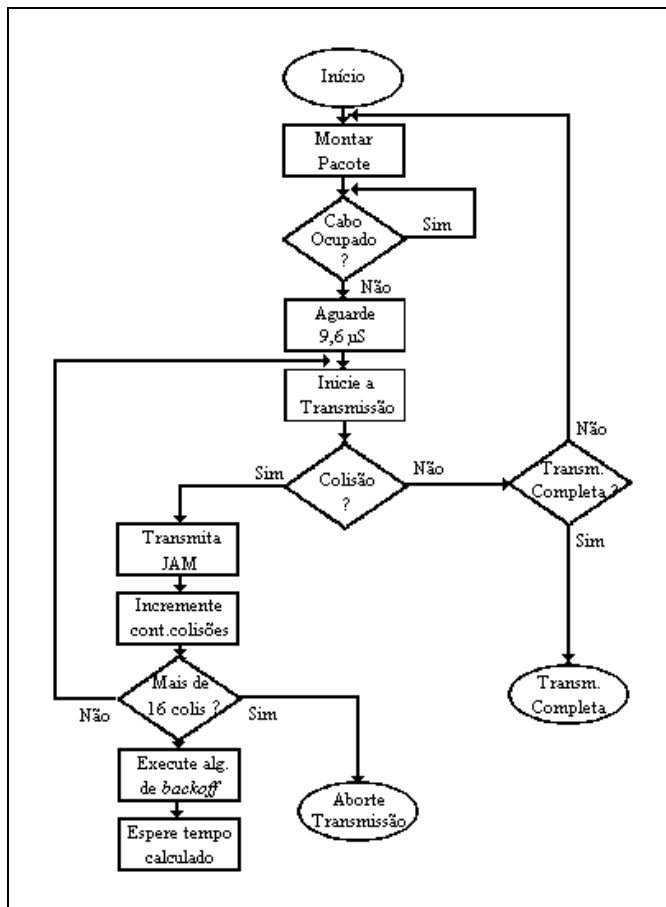 Início
Montar
Pacote
Cabo
Ocupado
?
Sim
Não
Aguarde
9,6 µS
Inicie a
Transmissão
Colisão
?
Sim
Não
Transm.
Completa ?
Não
Sim
Transmita
JAM
Incremente
cont.colisões
Mais de
16 colis ?
Não
Sim
Transm.
Completa
Execute alg.
de backoff
Aborte
Transmissão
Espere tempo
calculado